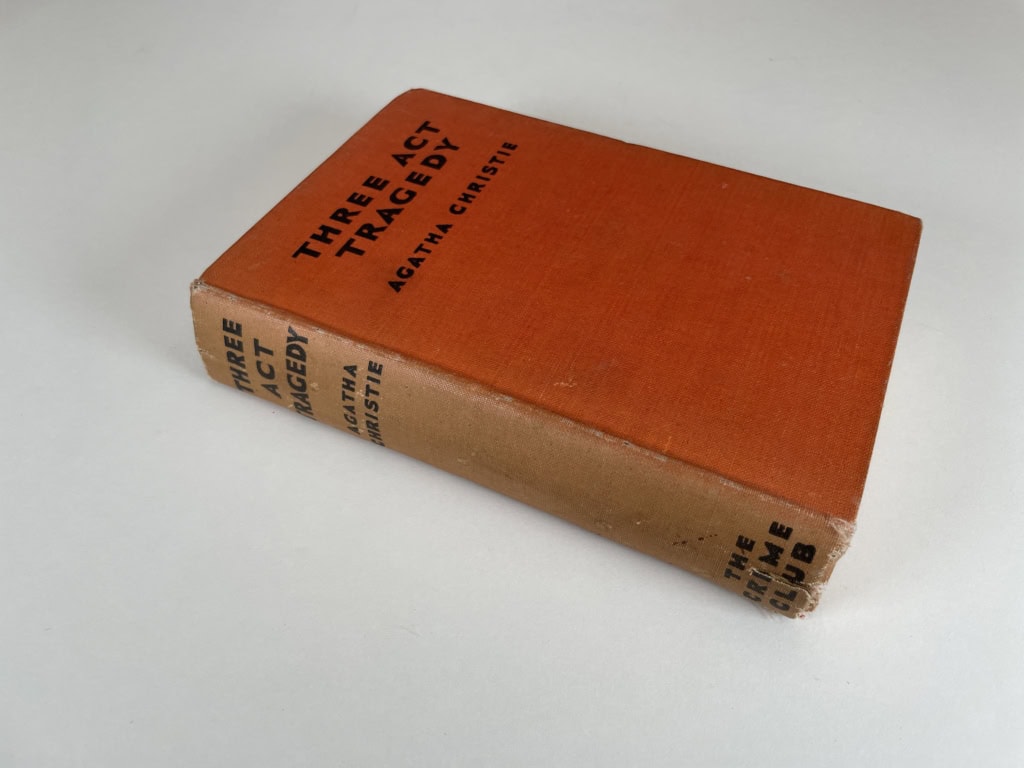 THREE ACT
TRAGEDY
AGATHA CHRISTIE
THREE
ACT
TRAGEDY
AGATHA
CHRISTIE
THE
CRIME
CLUB